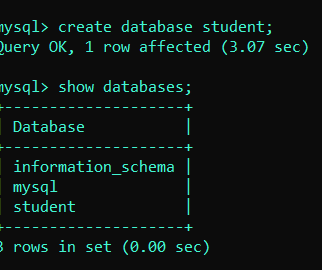 mysql> create database student;
Query OK, 1 row affected (3.07 sec)
mysql> show databases;
+--------------------+
| Database           |
+--------------------+
| information_schema |
| mysql              |
| student            |
+--------------------+
3 rows in set (0.00 sec)